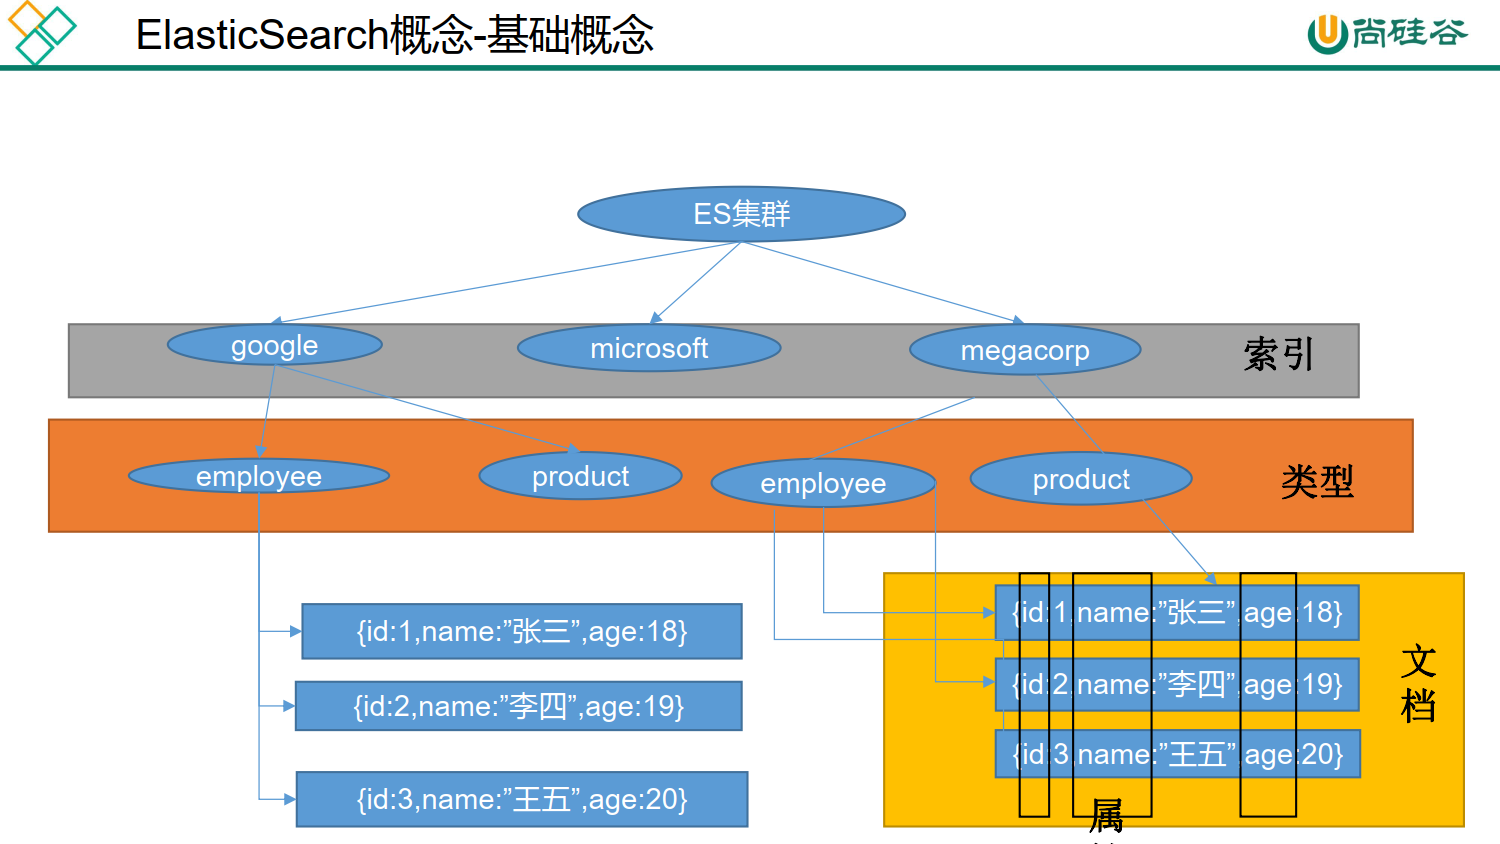 ElasticSearch概念-基础概念
尚硅谷
ES集群
google
microsoft
megacorp
索引
employee
product
employee
product
类型
{id:1,name:”张三”,age:18}
{id:2,name:”李四”,age:19}
{id:3,name:”王五”,age:20}
{id:1,name:”张三”,age:18}
{id:2,name:”李四”,age:19}
{id:3,name:”王五”,age:20}
文
档
属